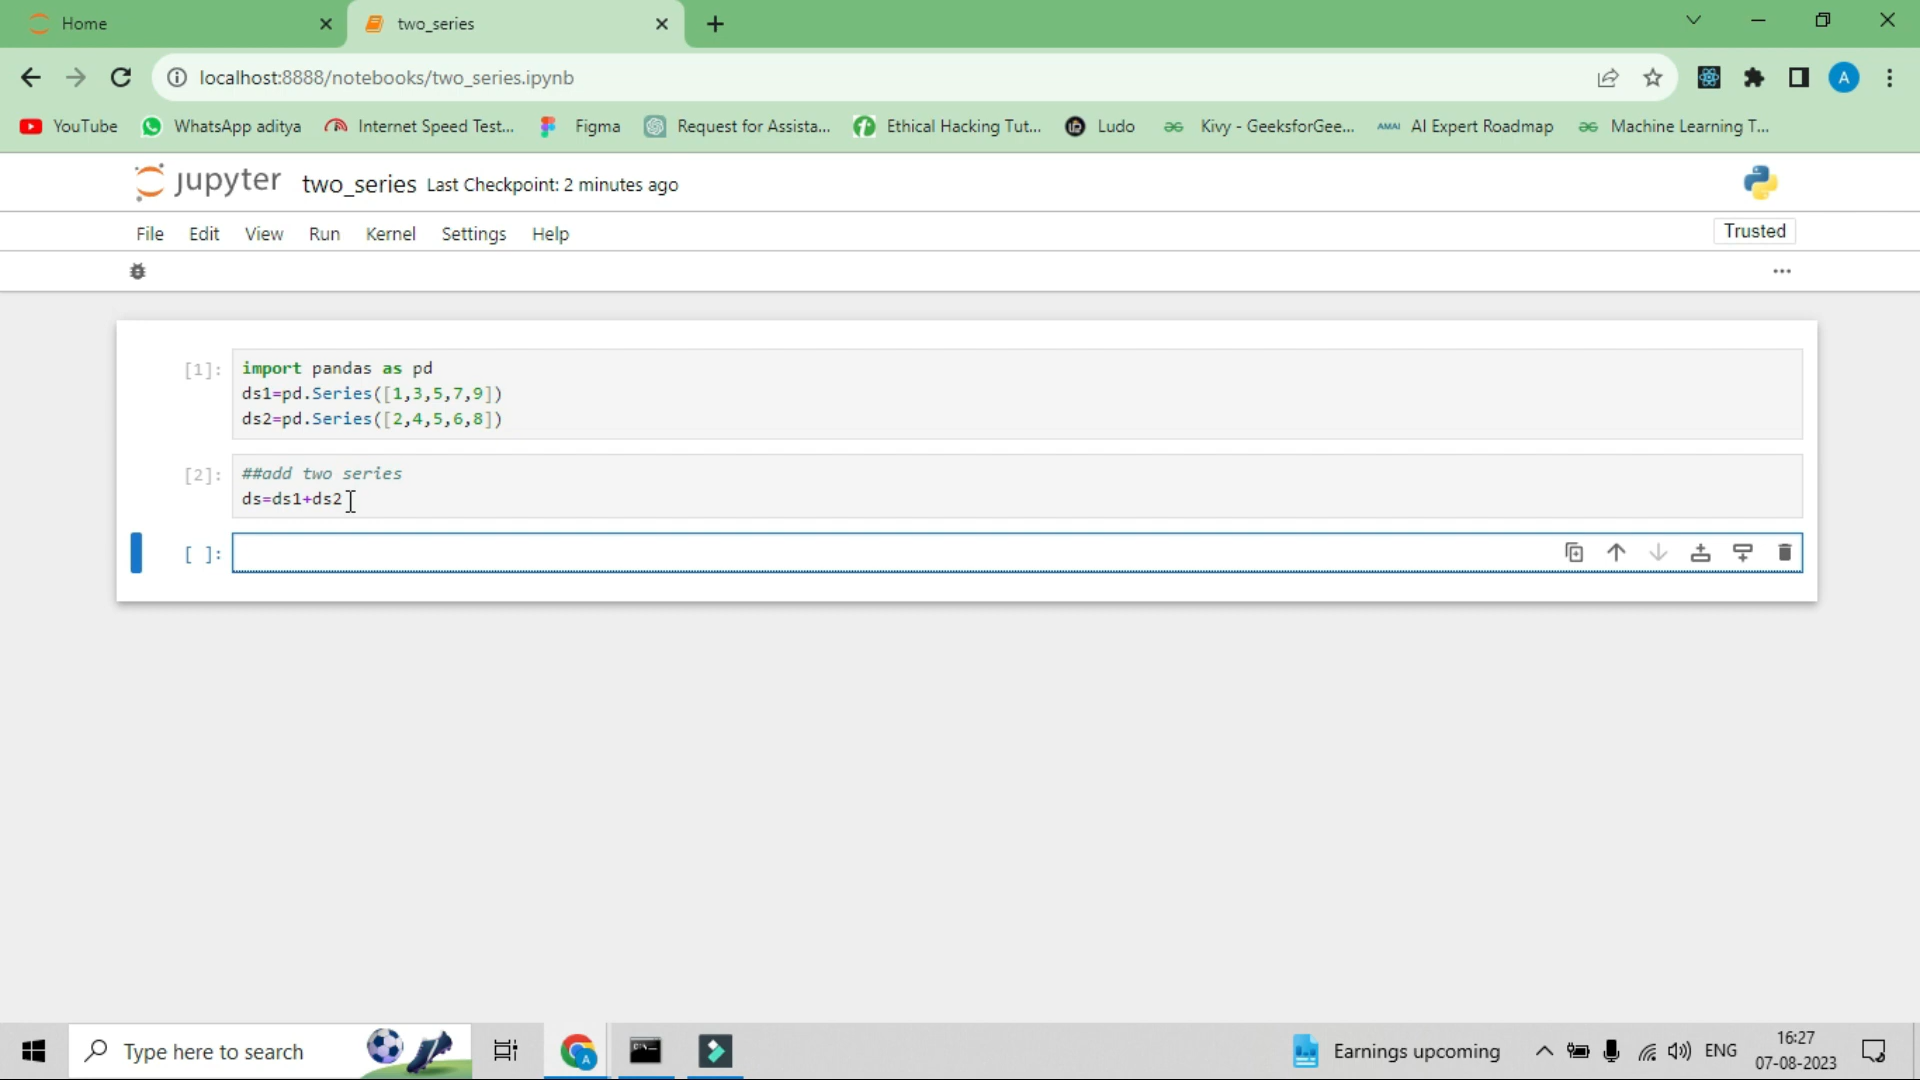 Home
two_series
localhost:8888/notebooks/two_series.ipynb
A
YouTube
WhatsApp aditya
Internet Speed Test...
Figma
Request for Assista...
Ethical Hacking Tut...
Ludo
Kivy - GeeksforGee...
AMAI AI Expert Roadmap
Machine Learning T...
jupyter two_series Last Checkpoint: 2 minutes ago
File Edit View Run Kernel Settings Help
Trusted
[1]: import pandas as pd
ds1=pd.Series([1,3,5,7,9])
ds2=pd.Series([2,4,5,6,8])
[2]: ##add two series
ds=ds1+ds2
[ ]:
Type here to search
A
Earnings upcoming
ENG
16:27
07-08-2023